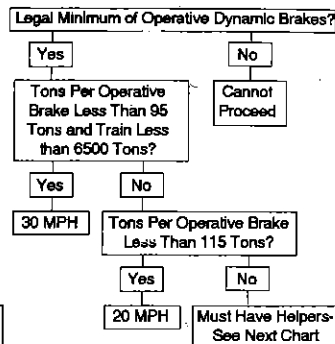 Legal Minimum of Operative Dynamic Brakes?
Yes
No
Tons Per Operative
Brake Less Than 95
Tons and Train Less
than 6500 Tons?
Cannot
Proceed
Yes
No
30 MPH
Tons Per Operative Brake
Less Than 115 Tons?
Yes
No
20 MPH
Must Have Helpers-
See Next Chart